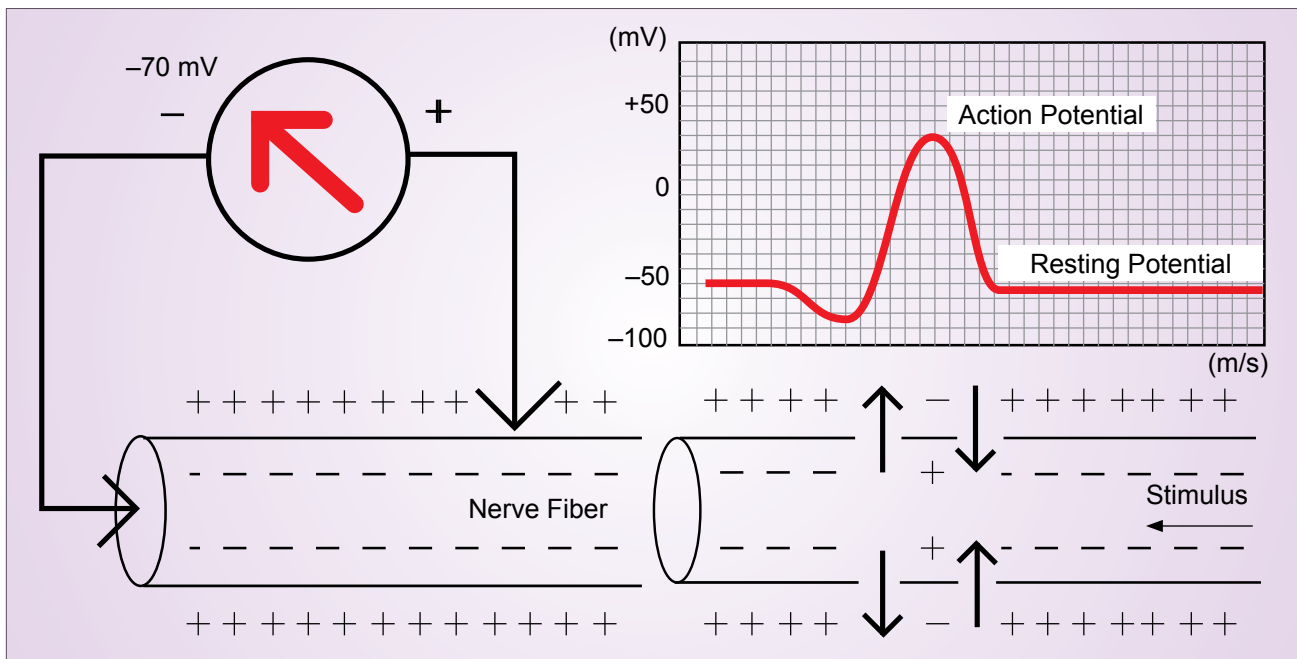 –70 mV
– +
(mV)
+50
0
–50
–100
Action Potential
Resting Potential
(m/s)
+ + + + + + + + + + +
+ + + + – + + + + + + +
– – – – – – – – – – – –
– – – – + – – – – – – –
Nerve Fiber
Stimulus
– – – – – – – – – – – –
– – – – + – – – – – – –
+ + + + + + + + + + + + +
+ + + + – + + + + + + +